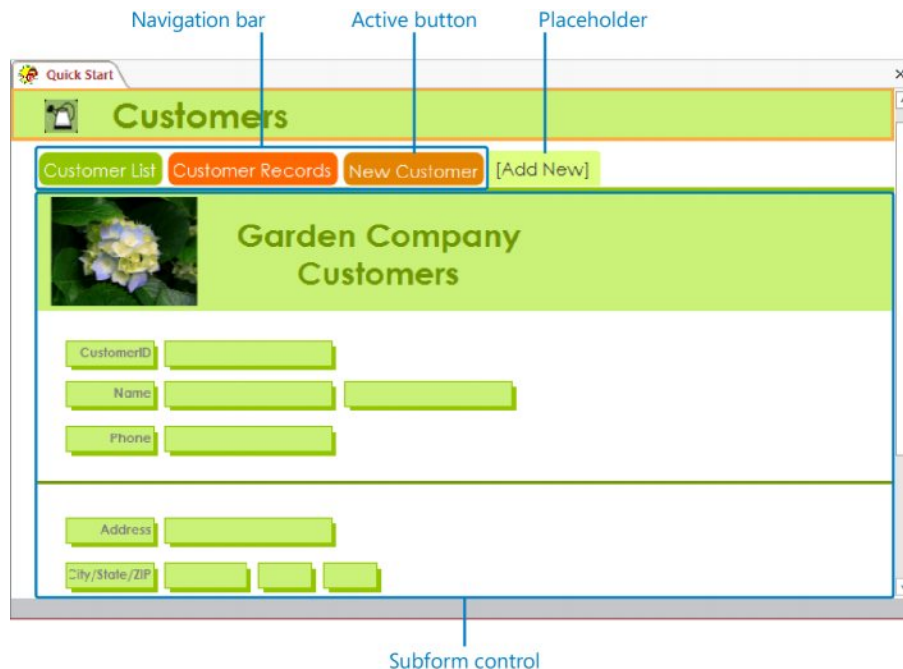 Navigation bar Active button Placeholder
Quick Start
Customers
Customer List Customer Records New Customer [Add New]
Garden Company
Customers
CustomerID
Name
Phone
Address
City/State/ZIP
Subform control